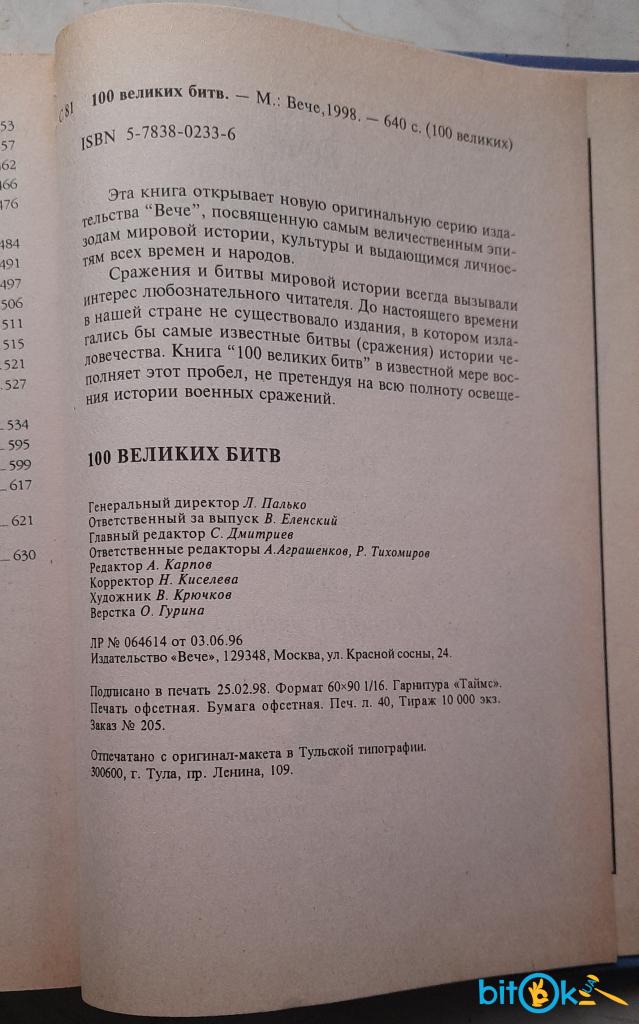 53
57
462
466
476
484
491
497
506
511
515
521
527
534
595
599
617
621
630
С 81
100 великих битв. — М.: Вече,1998. — 640 с. (100 великих)
ISBN 5-7838-0233-6
Эта книга открывает новую оригинальную серию изда-
тельства "Вече", посвященную самым величественным эпи-
зодам мировой истории, культуры и выдающимся личнос-
тям всех времен и народов.
Сражения и битвы мировой истории всегда вызывали
интерес любознательного читателя. До настоящего времени
в нашей стране не существовало издания, в котором изла-
гались бы самые известные битвы (сражения) истории че-
ловечества. Книга "100 великих битв" в известной мере вос-
полняет этот пробел, не претендуя на всю полноту освеще-
ния истории военных сражений.
100 ВЕЛИКИХ БИТВ
Генеральный директор Л. Палько
Ответственный за выпуск В. Еленский
Главный редактор С. Дмитриев
Ответственные редакторы А.Аграшенков, Р. Тихомиров
Редактор А. Карпов
Корректор Н. Киселева
Художник В. Крючков
Верстка О. Гурина
ЛР № 064614 от 03.06.96
Издательство «Вече», 129348, Москва, ул. Красной сосны, 24.
Подписано в печать 25.02.98. Формат 60×90 1/16. Гарнитура «Таймс».
Печать офсетная. Бумага офсетная. Печ. л. 40, Тираж 10 000 экз.
Заказ № 205.
Отпечатано с оригинал-макета в Тульской типографии.
300600, г. Тула, пр. Ленина, 109.
bitOk UA